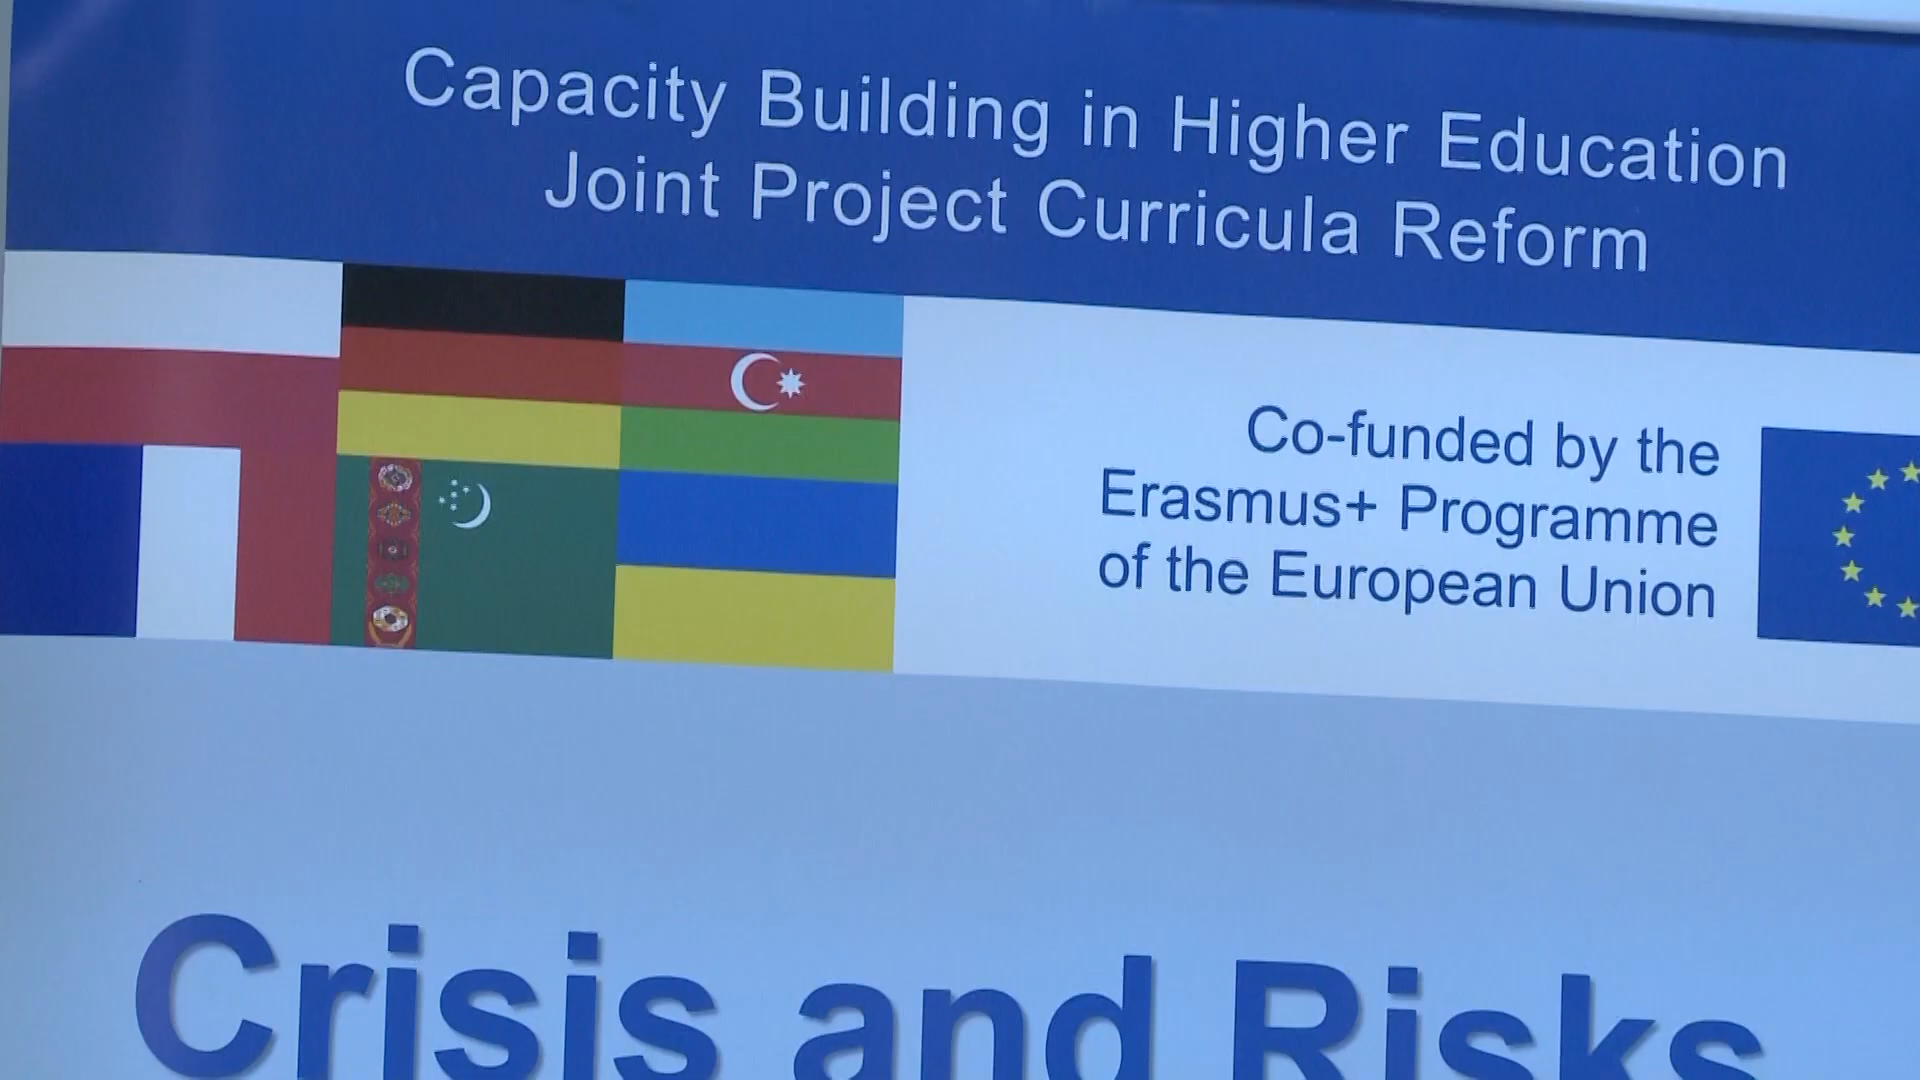 Capacity Building in Higher Education
Joint Project Curricula Reform
Co-funded by the
Erasmus+ Programme
of the European Union
Crisis and Risks